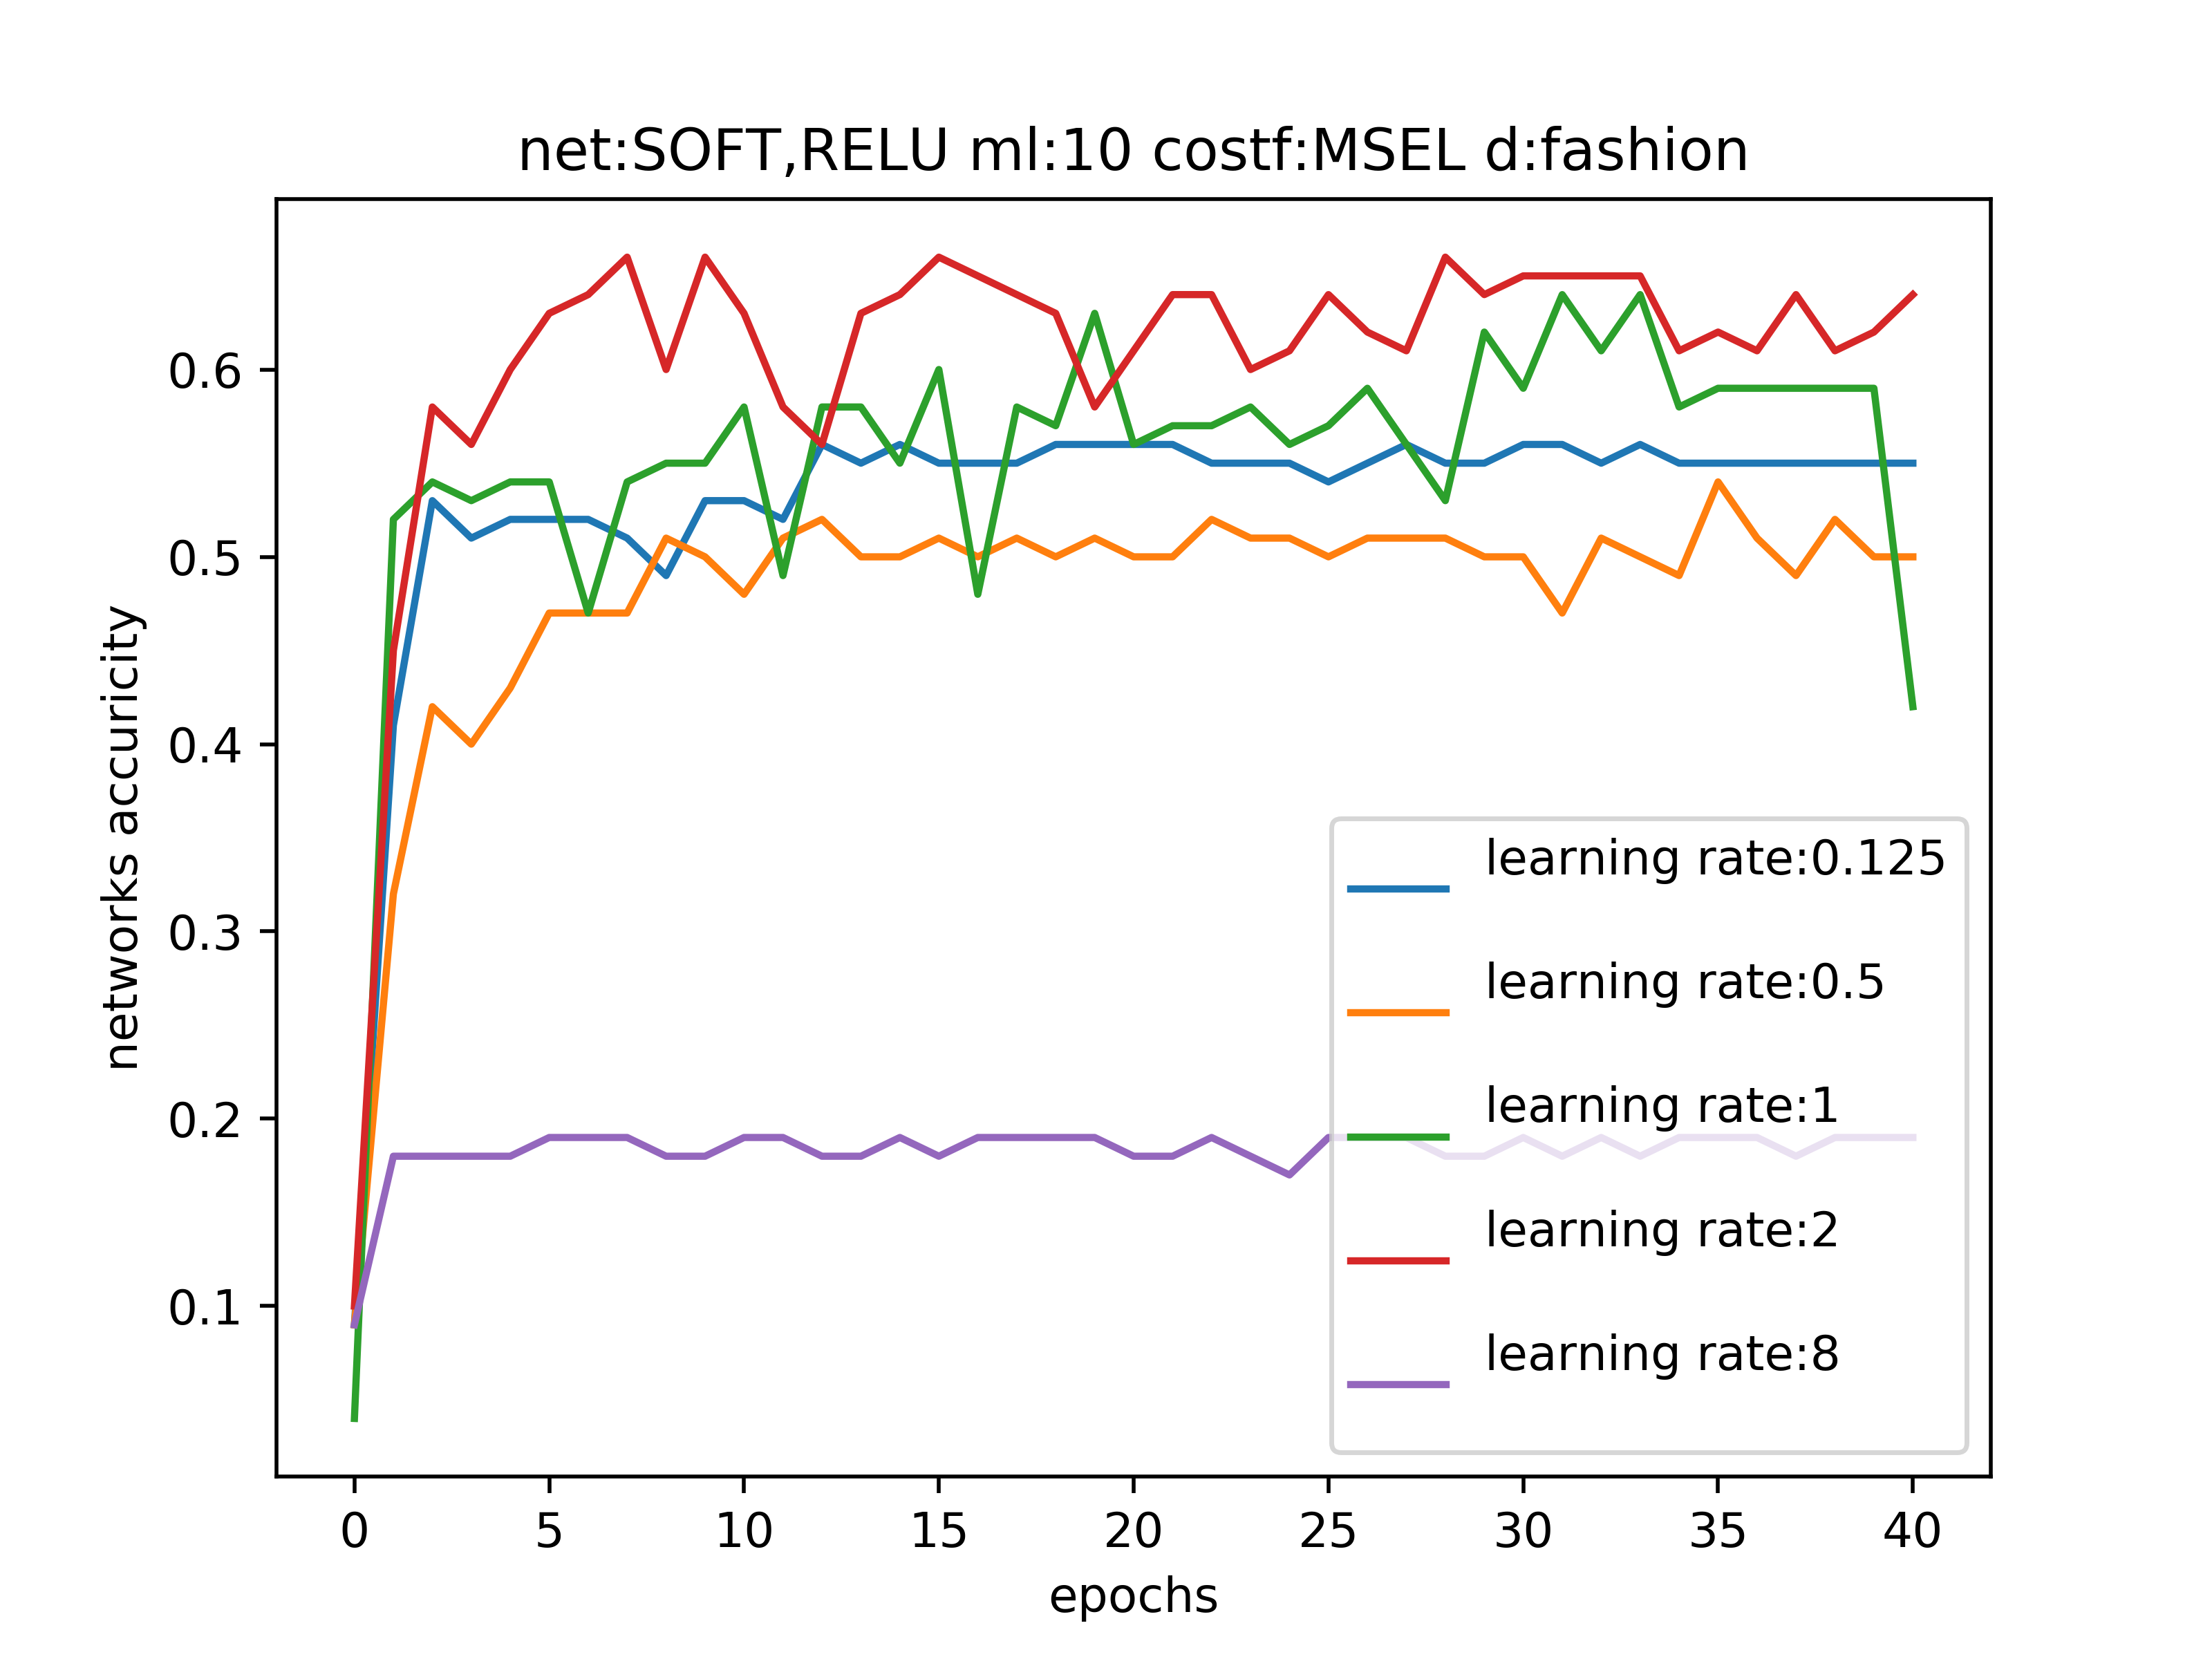 net:SOFT,RELU ml:10 costf:MSEL d:fashion
networks accuricity
0.6
0.5
0.4
0.3
0.2
0.1
learning rate:0.125
learning rate:0.5
learning rate:1
learning rate:2
learning rate:8
0 5 10 15 20 25 30 35 40
epochs